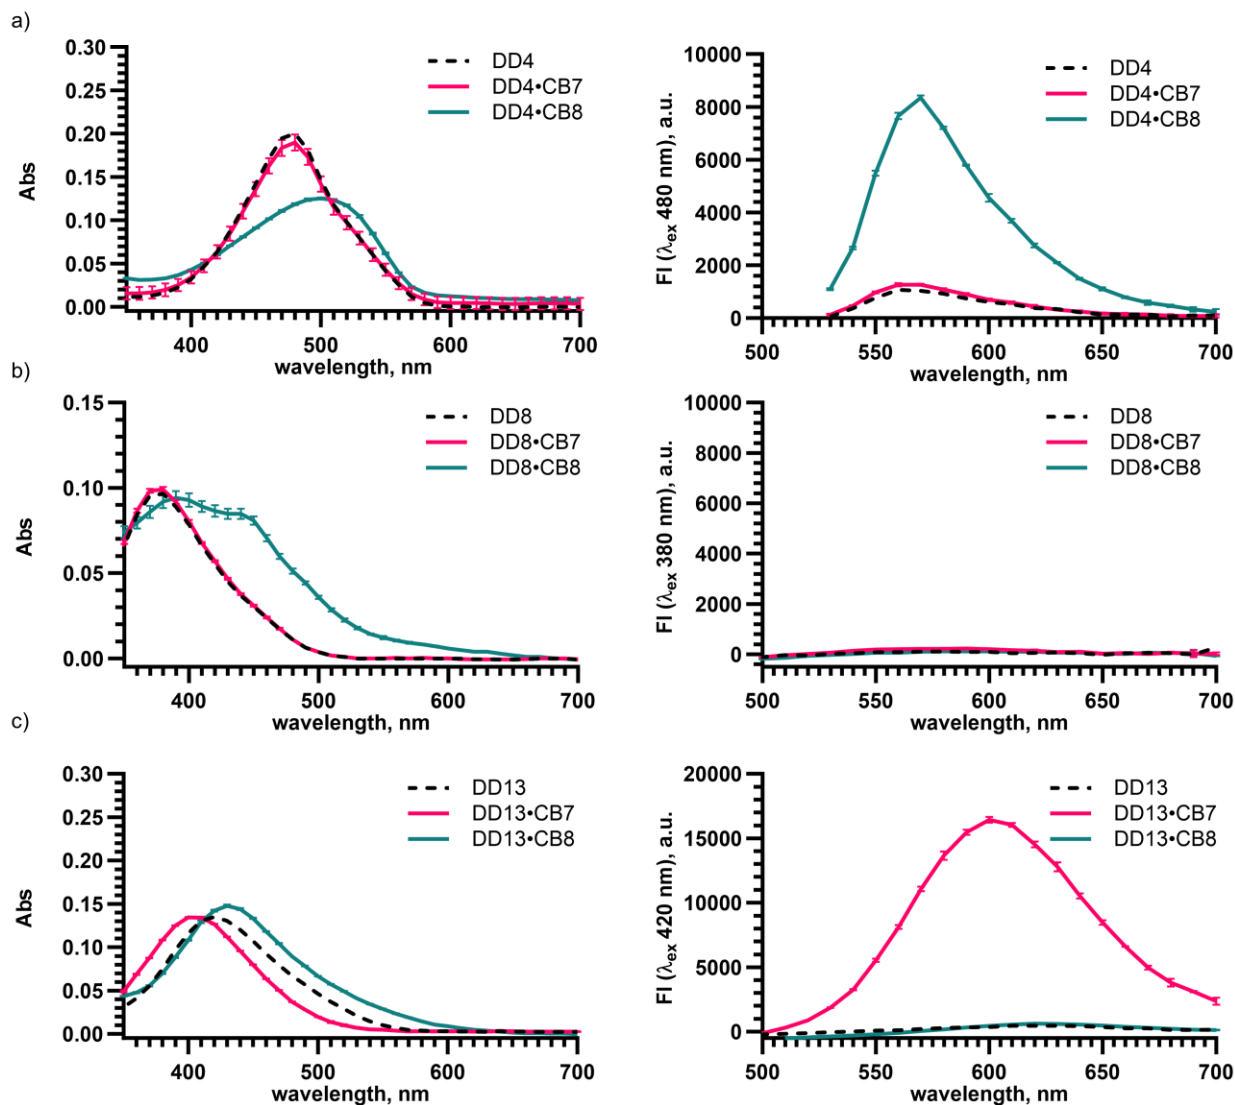 a)
0.30
0.25
0.20
0.15
0.10
0.05
0.00
Abs
400 500 600 700
wavelength, nm
DD4
DD4•CB7
DD4•CB8
10000
8000
6000
4000
2000
0
FI (λex 480 nm), a.u.
500 550 600 650 700
wavelength, nm
DD4
DD4•CB7
DD4•CB8
b)
0.15
0.10
0.05
0.00
Abs
400 500 600 700
wavelength, nm
DD8
DD8•CB7
DD8•CB8
10000
8000
6000
4000
2000
0
FI (λex 380 nm), a.u.
500 550 600 650 700
wavelength, nm
DD8
DD8•CB7
DD8•CB8
c)
0.30
0.25
0.20
0.15
0.10
0.05
0.00
Abs
400 500 600 700
wavelength, nm
DD13
DD13•CB7
DD13•CB8
20000
15000
10000
5000
0
FI (λex 420 nm), a.u.
500 550 600 650 700
wavelength, nm
DD13
DD13•CB7
DD13•CB8